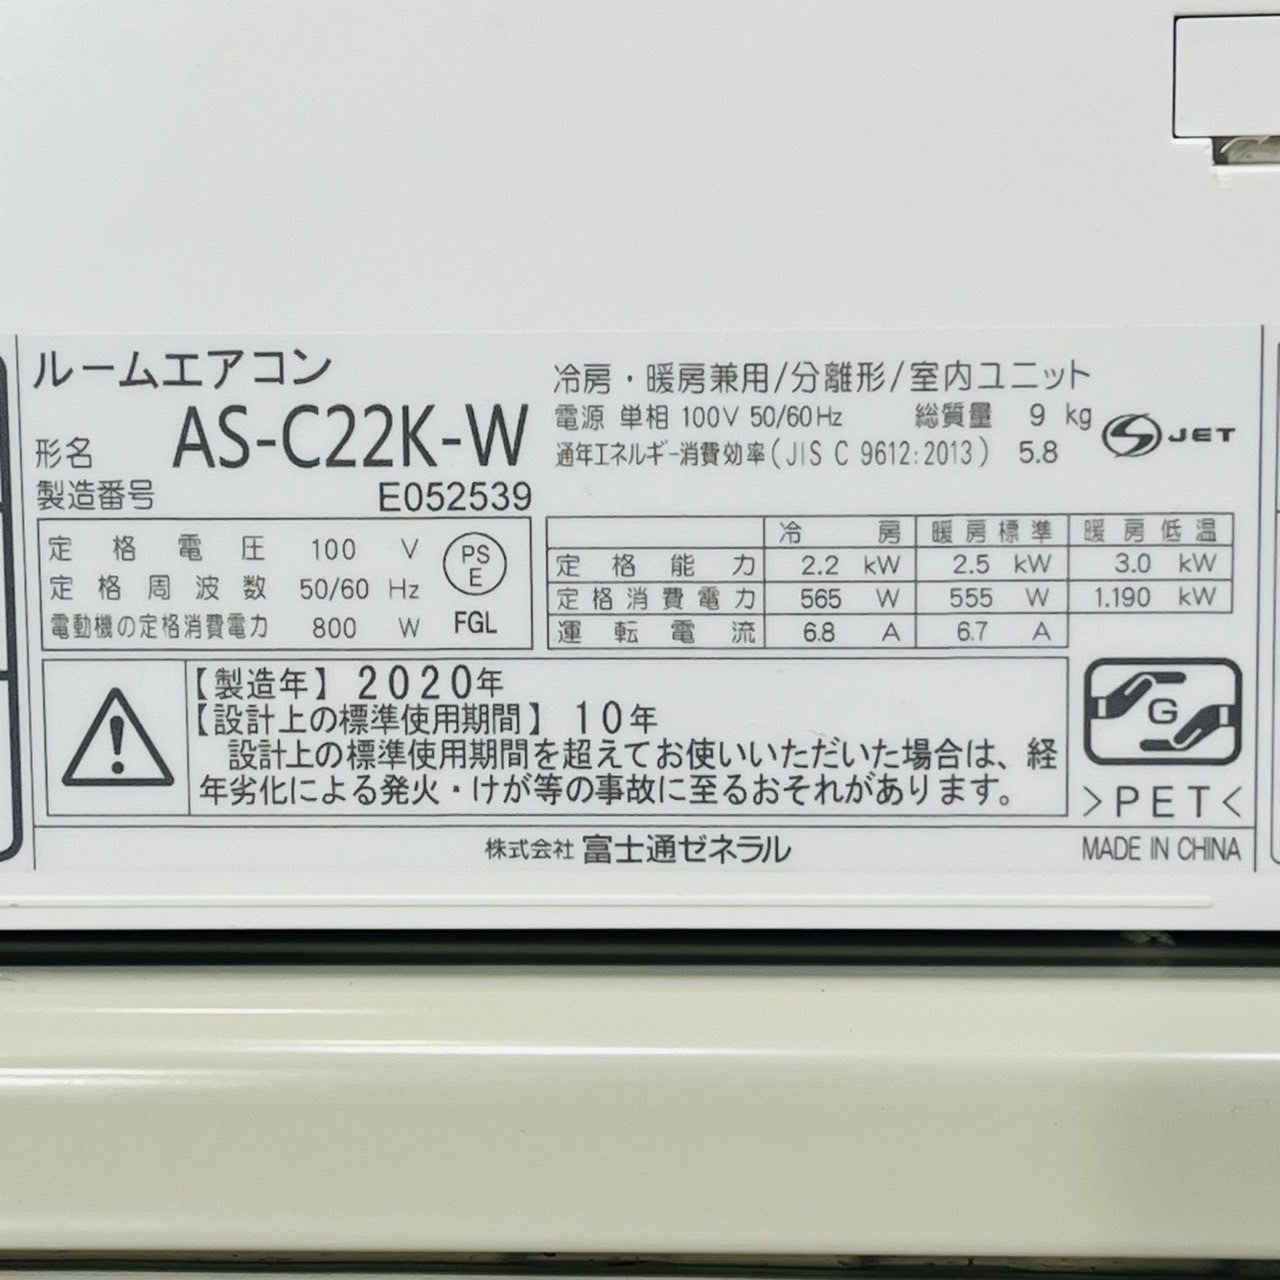 ルームエアコン
形名 AS-C22K-W
製造番号 E052539
冷房・暖房兼用/分離形/室内ユニット
電源 単相 100V 50/60Hz 総質量 9 kg
通年エネルギー消費効率(JIS C 9612:2013) 5.8
S JET
定格電圧 100 V
定格周波数 50/60 Hz
電動機の定格消費電力 800 W
PS
E
FGL
冷房 暖房標準 暖房低温
定格能力 2.2 kW 2.5 kW 3.0 kW
定格消費電力 565 W 555 W 1.190 kW
運転電流 6.8 A 6.7 A
【製造年】2020年
【設計上の標準使用期間】10年
設計上の標準使用期間を超えてお使いいただいた場合は、経
年劣化による発火・けが等の事故に至るおそれがあります。
G
>PET<
株式会社 富士通ゼネラル
MADE IN CHINA